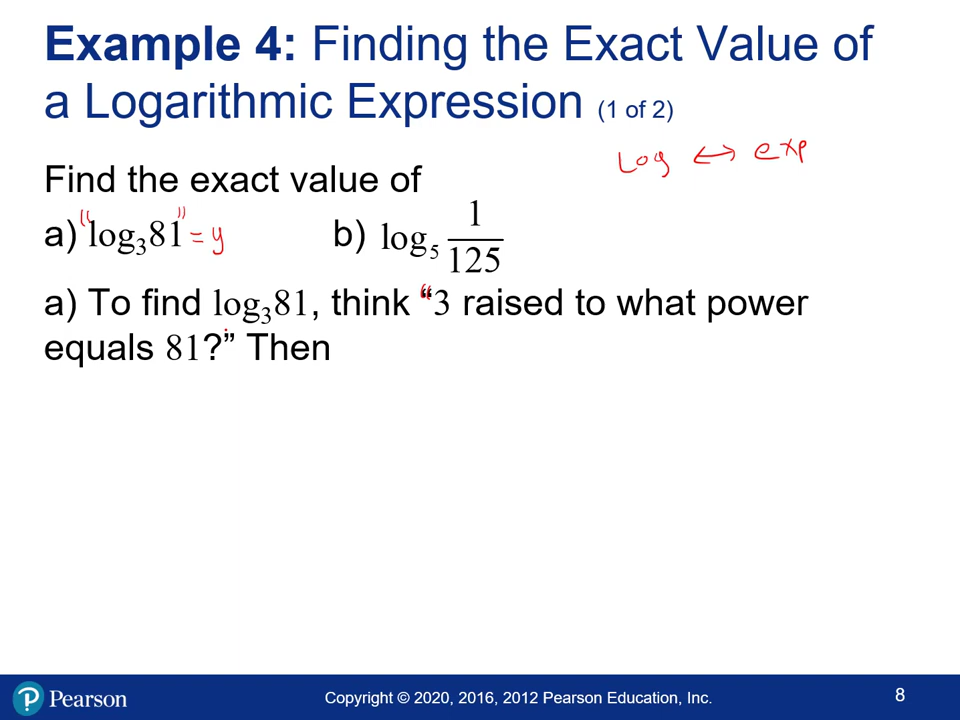 Example 4: Finding the Exact Value of
a Logarithmic Expression (1 of 2)
Log ↔ exp
Find the exact value of
a) "log₃81" = y b) log₅ 1/125
a) To find log₃81, think “3 raised to what power
equals 81?” Then
Pearson
Copyright © 2020, 2016, 2012 Pearson Education, Inc.
8